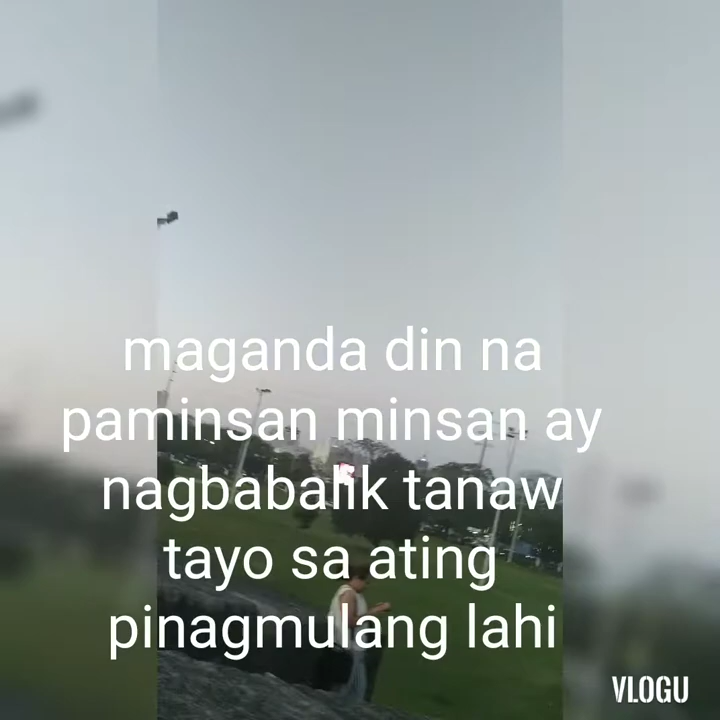 maganda din na
paminsan minsan ay
nagbabalik tanaw
tayo sa ating
pinagmulang lahi
VLOGU